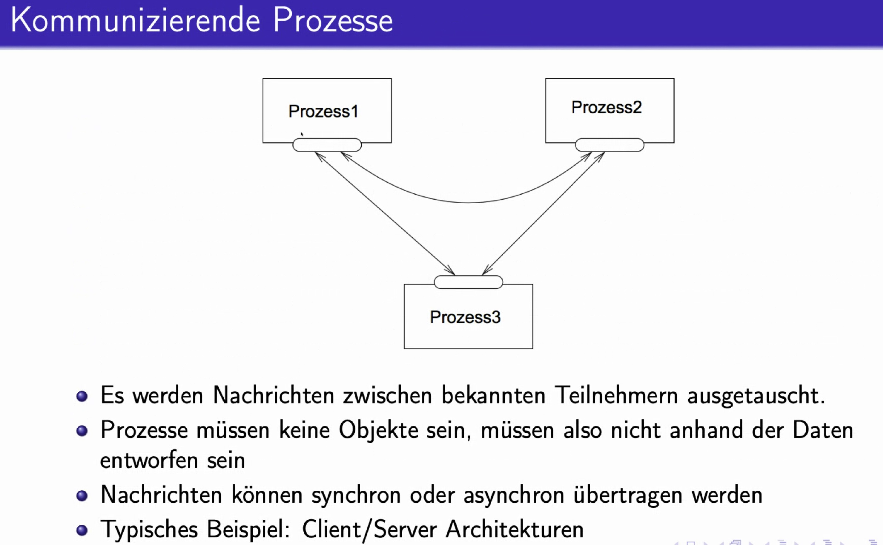 Kommunizierende Prozesse
Prozess1
Prozess2
Prozess3
Es werden Nachrichten zwischen bekannten Teilnehmern ausgetauscht.
Prozesse müssen keine Objekte sein, müssen also nicht anhand der Daten
entworfen sein
Nachrichten können synchron oder asynchron übertragen werden
Typisches Beispiel: Client/Server Architekturen